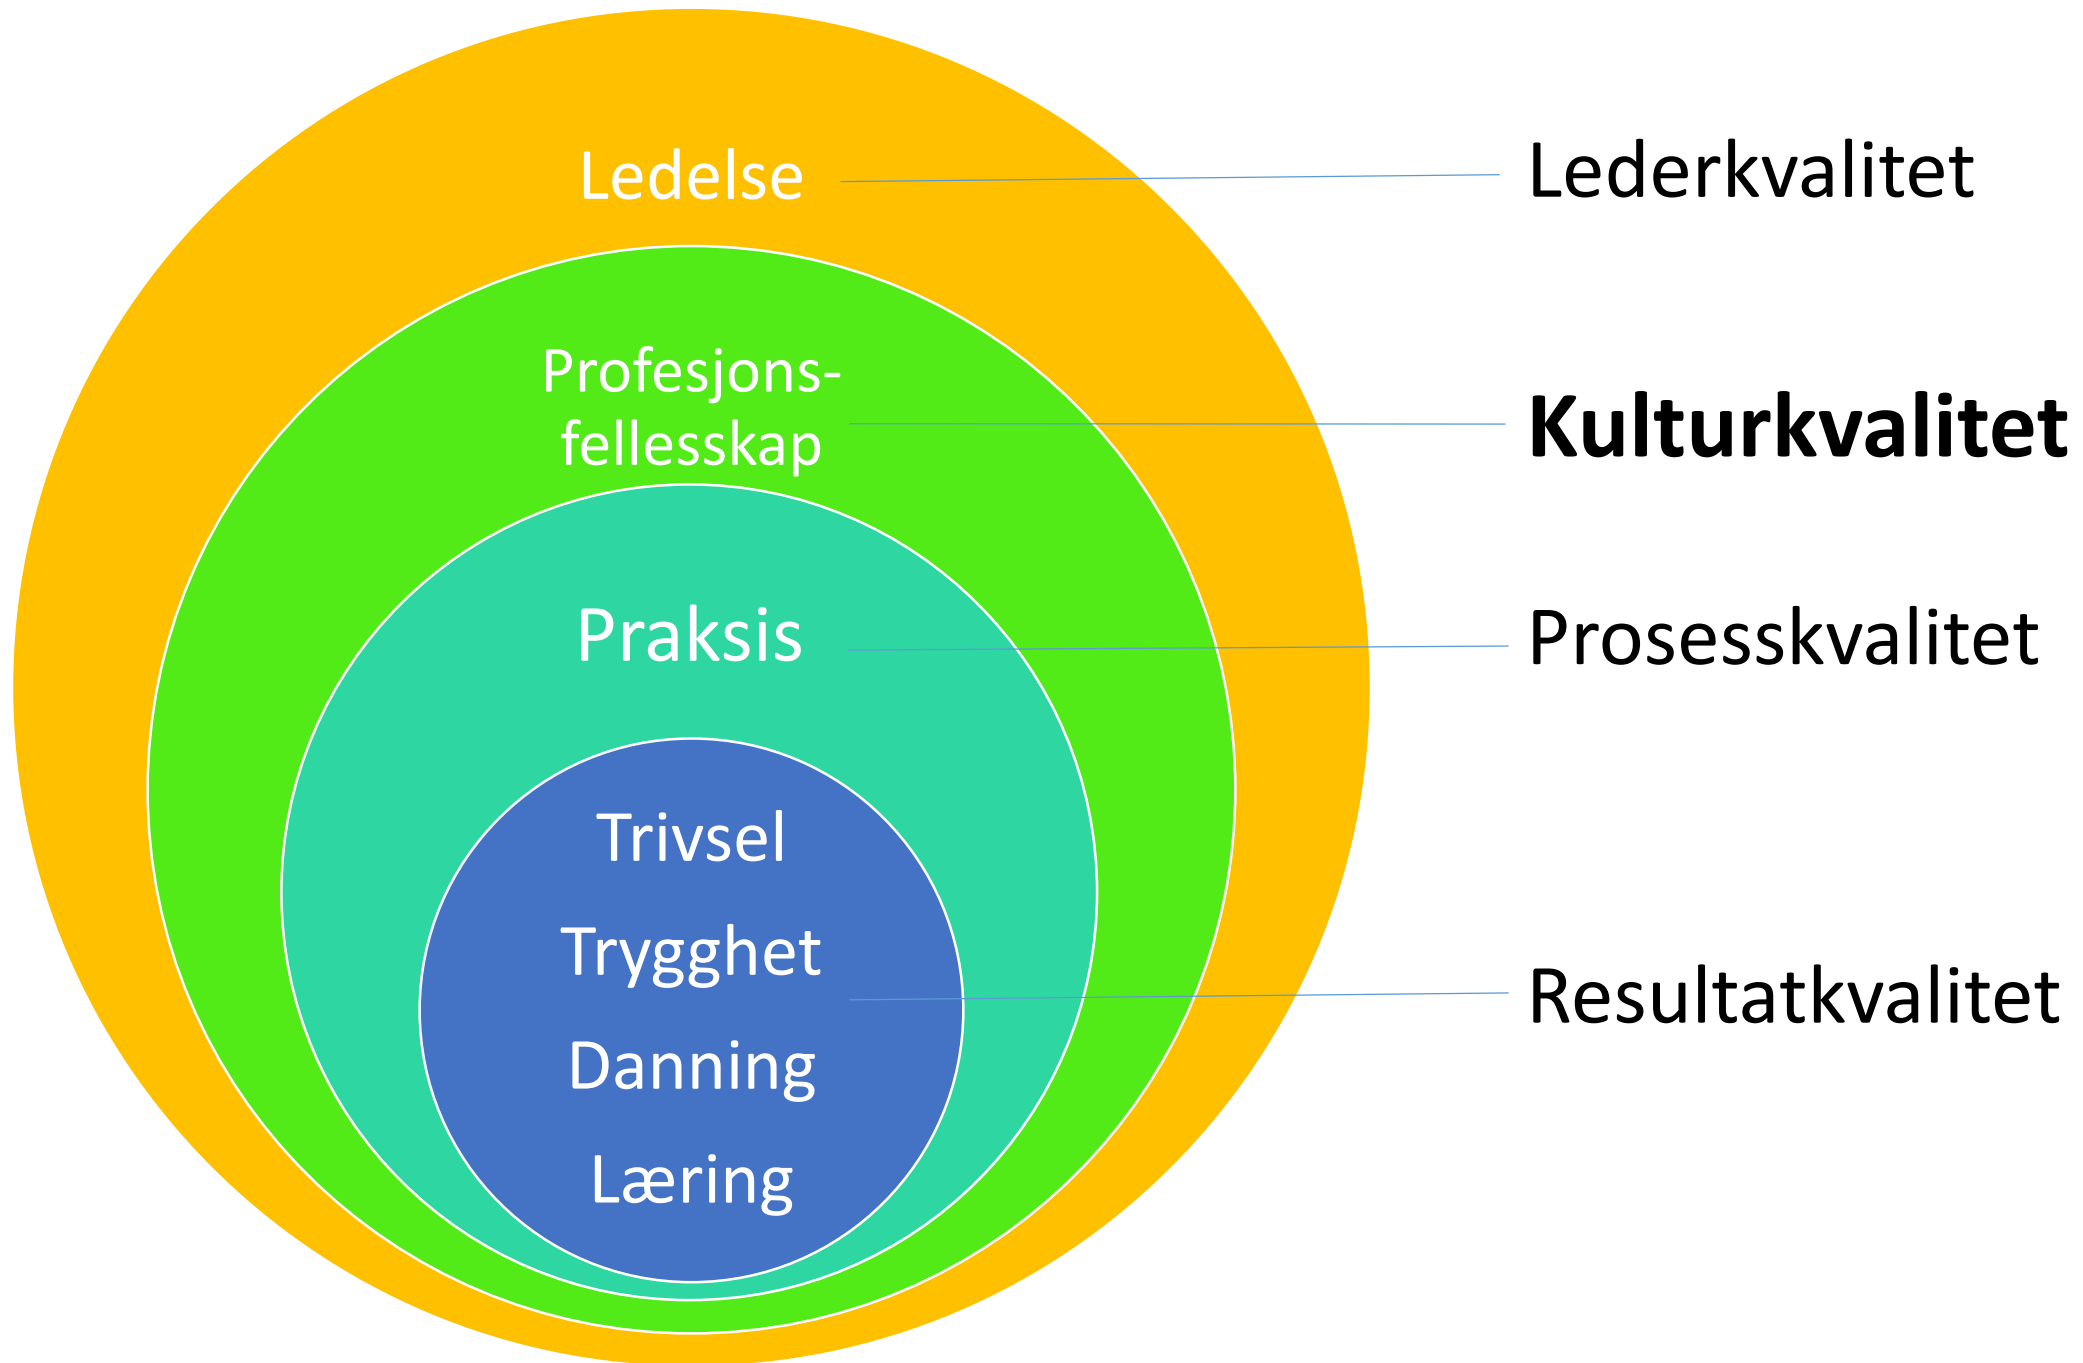 Ledelse
Lederkvalitet
Profesjons-
fellesskap
Kulturkvalitet
Praksis
Prosesskvalitet
Trivsel
Trygghet
Danning
Læring
Resultatkvalitet